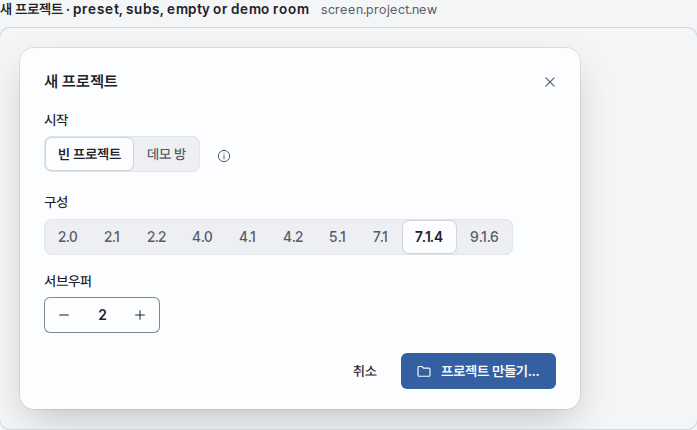 새 프로젝트 · preset, subs, empty or demo room screen.project.new
새 프로젝트
시작
빈 프로젝트 데모 방
구성
2.0 2.1 2.2 4.0 4.1 4.2 5.1 7.1 7.1.4 9.1.6
서브우퍼
− 2 +
취소 프로젝트 만들기...